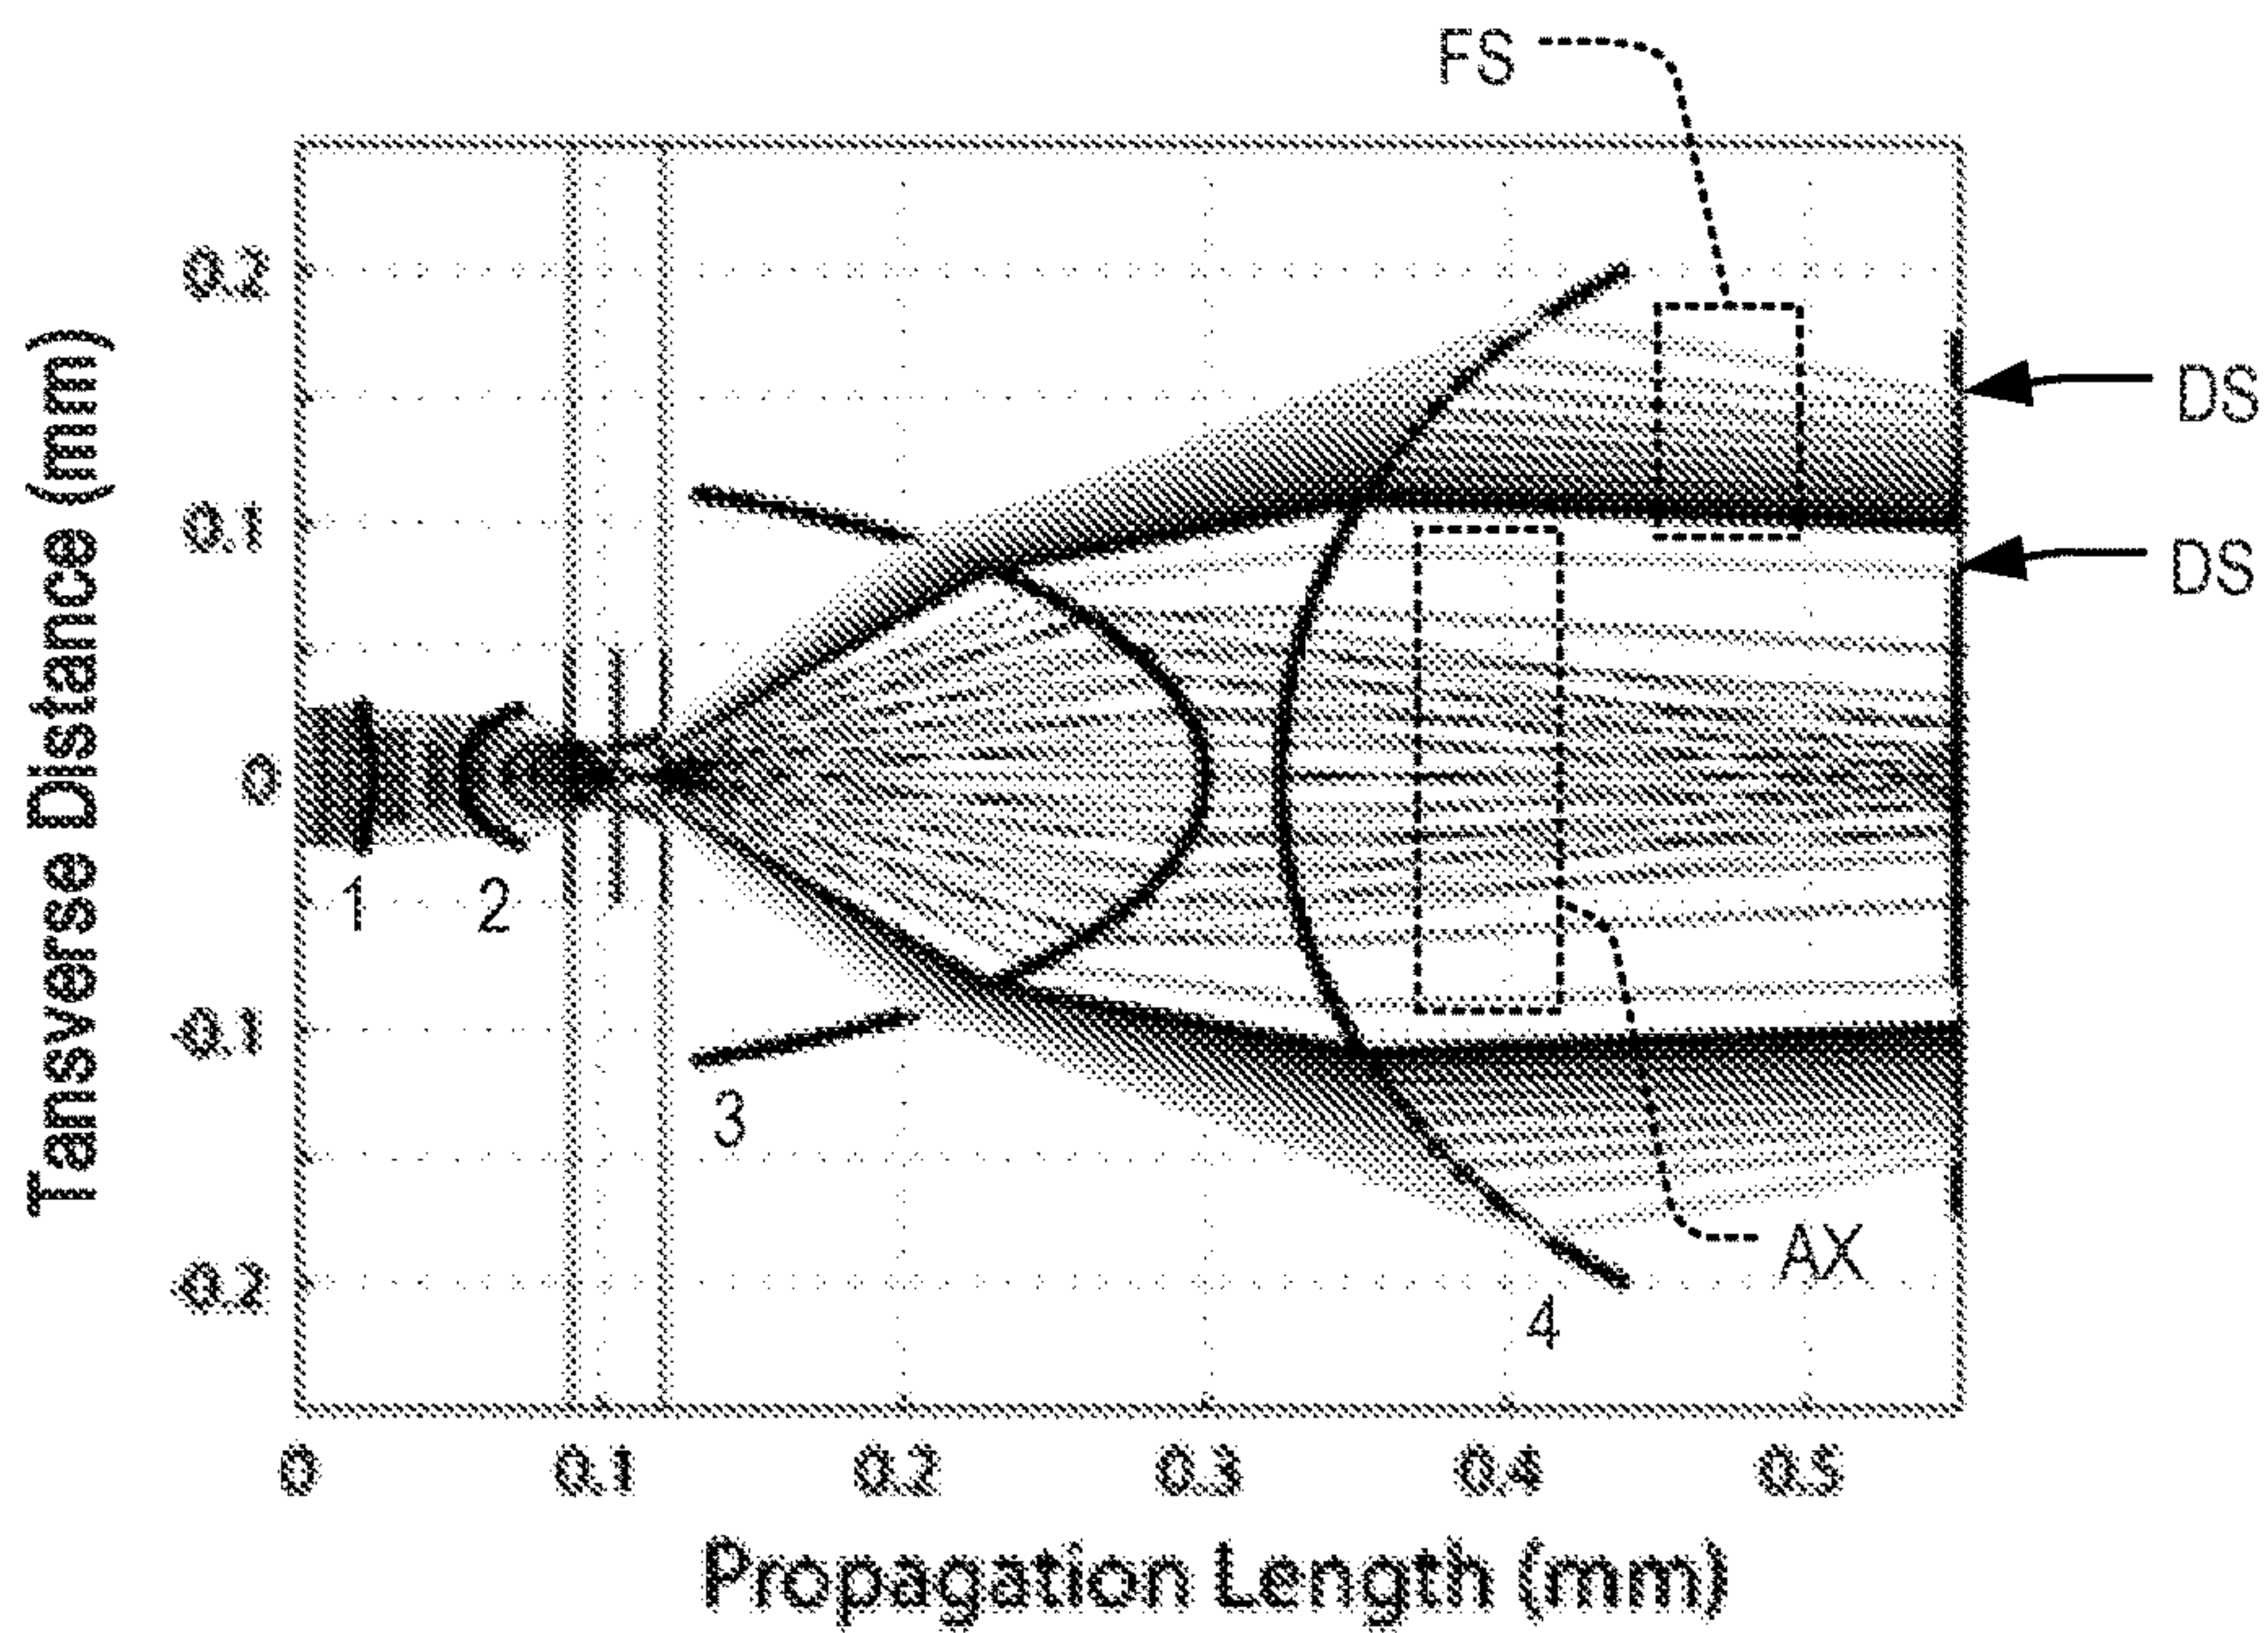 FS
0.2
DS
0.1
DS
Tansverse Distance (mm)
0
1
2
-0.1
3
AX
-0.2
4
0
0.1
0.2
0.3
0.4
0.5
Propagation Length (mm)